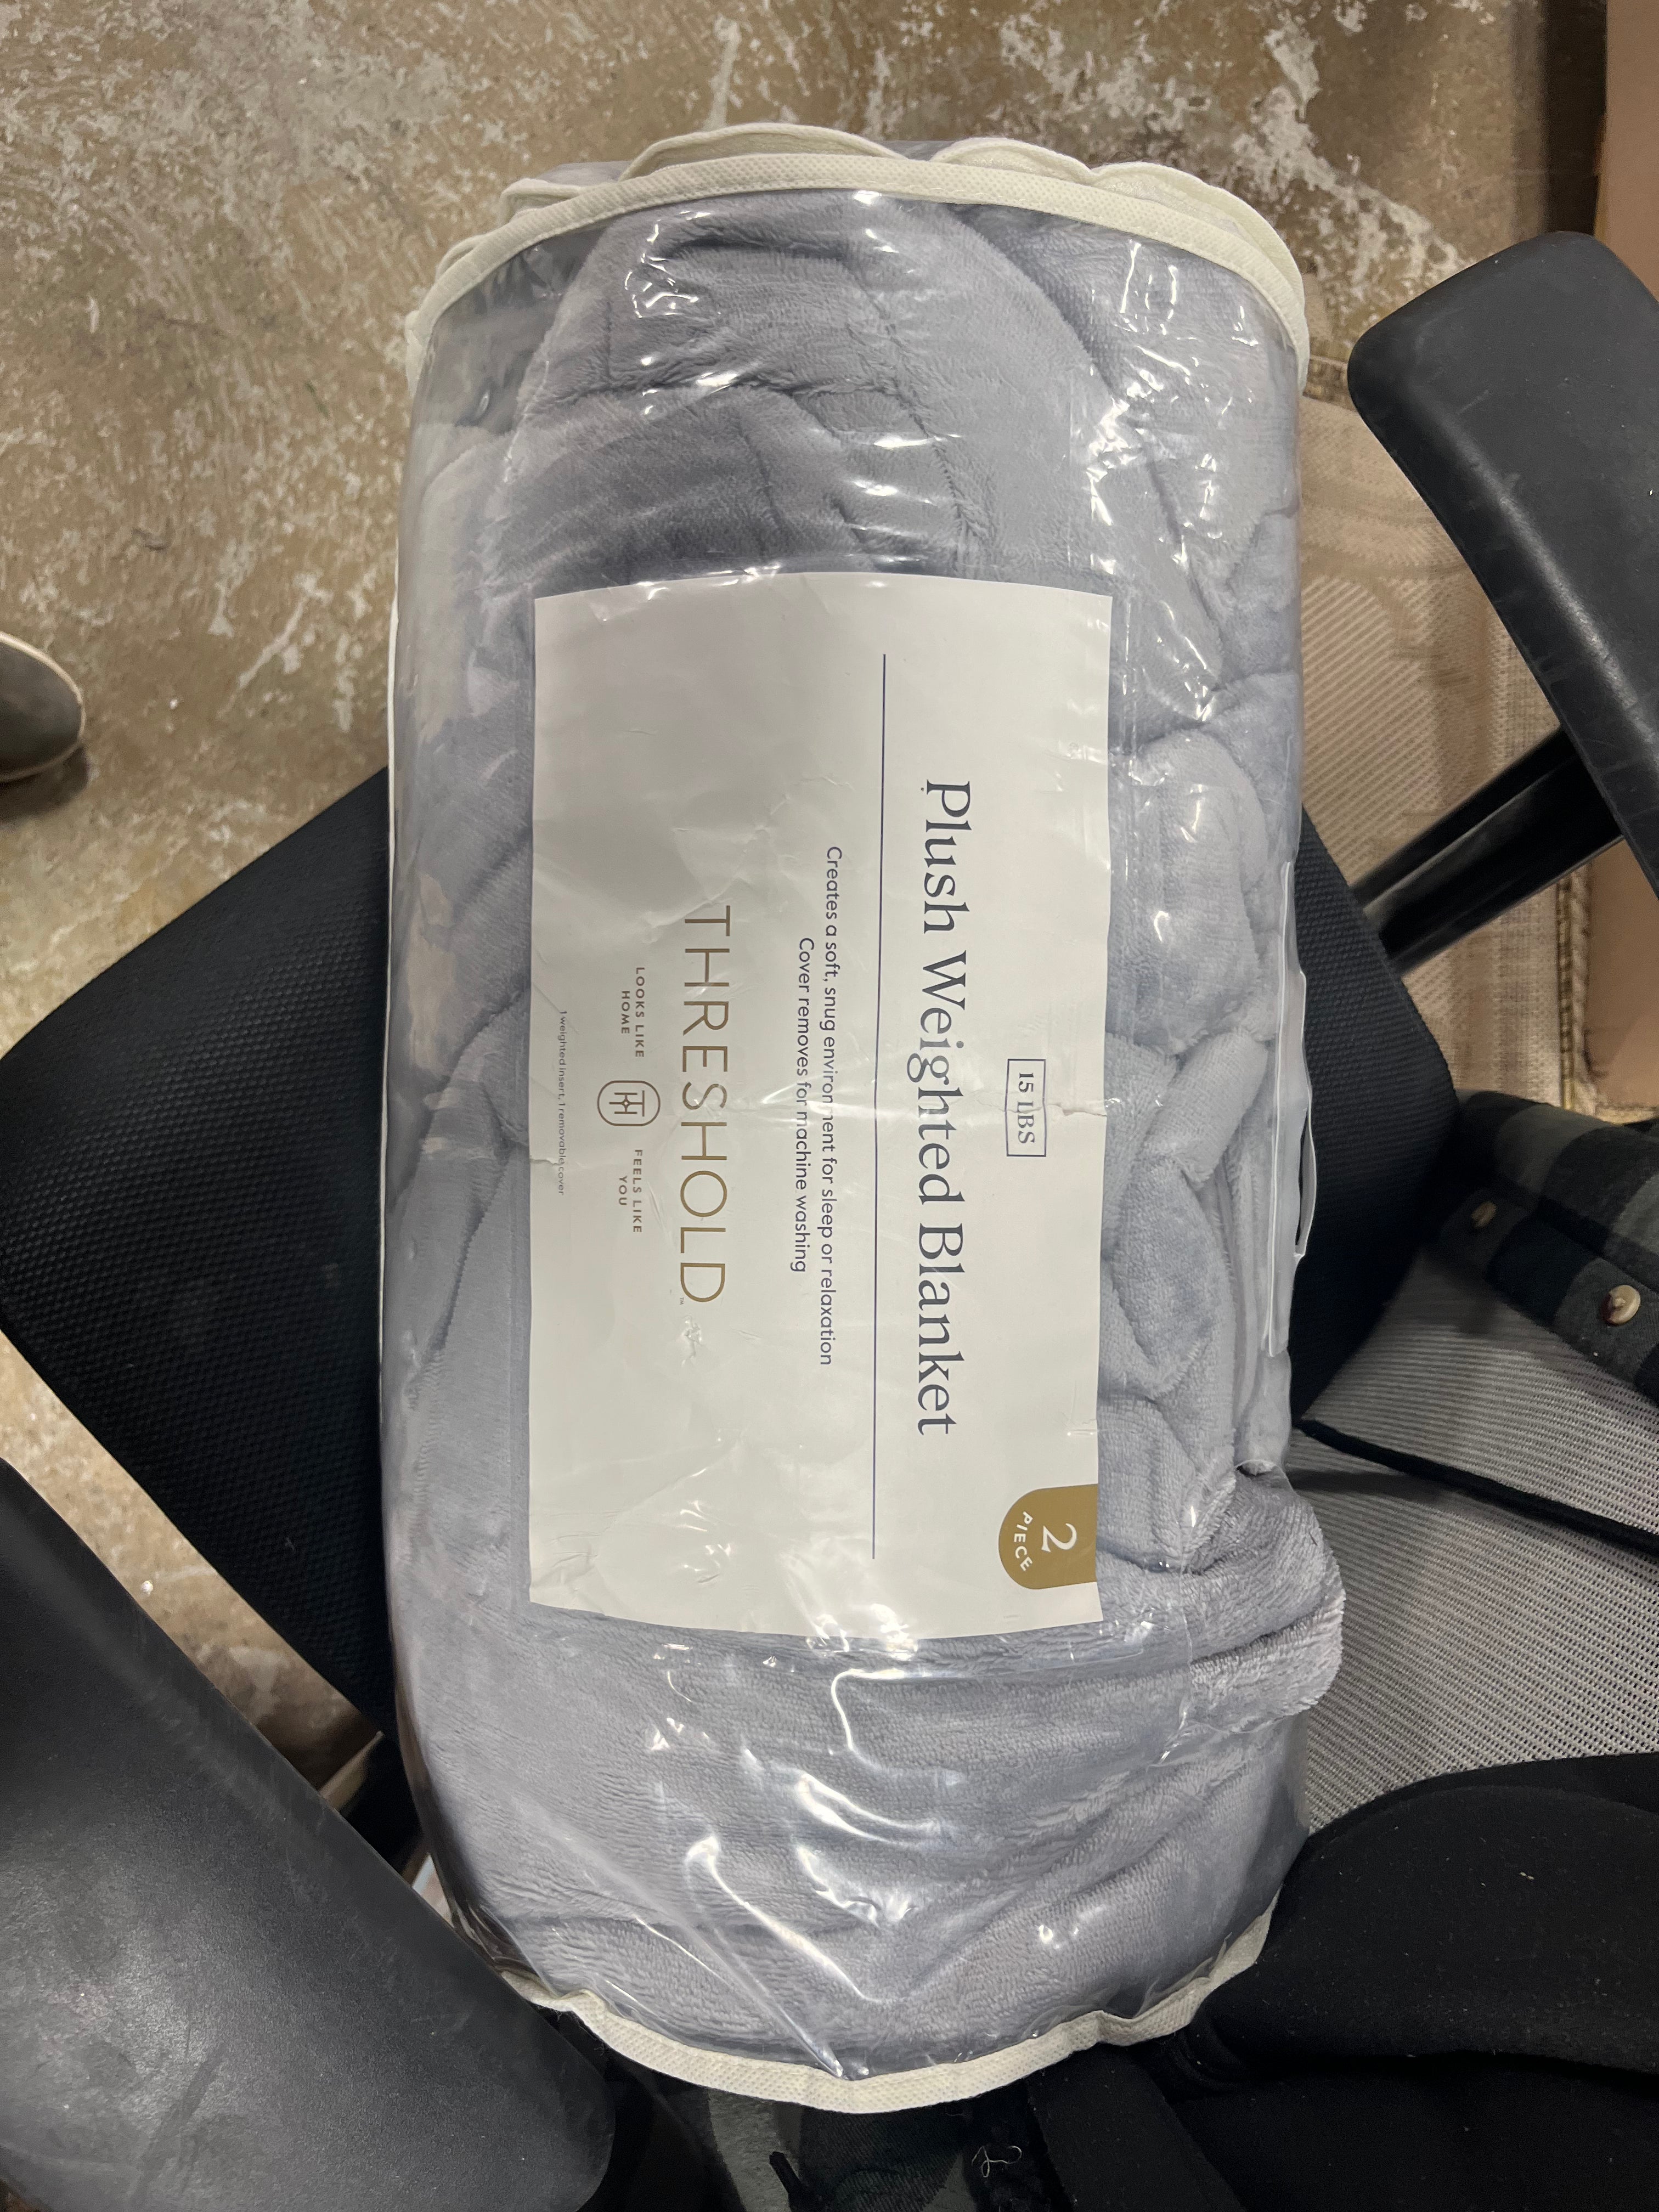 2
PIECE
15 LBS
Plush Weighted Blanket
Creates a soft, snug environment for sleep or relaxation
Cover removes for machine washing
THRESHOLD™
LOOKS LIKE
HOME
FEELS LIKE
YOU
1 weighted insert, 1 removable cover